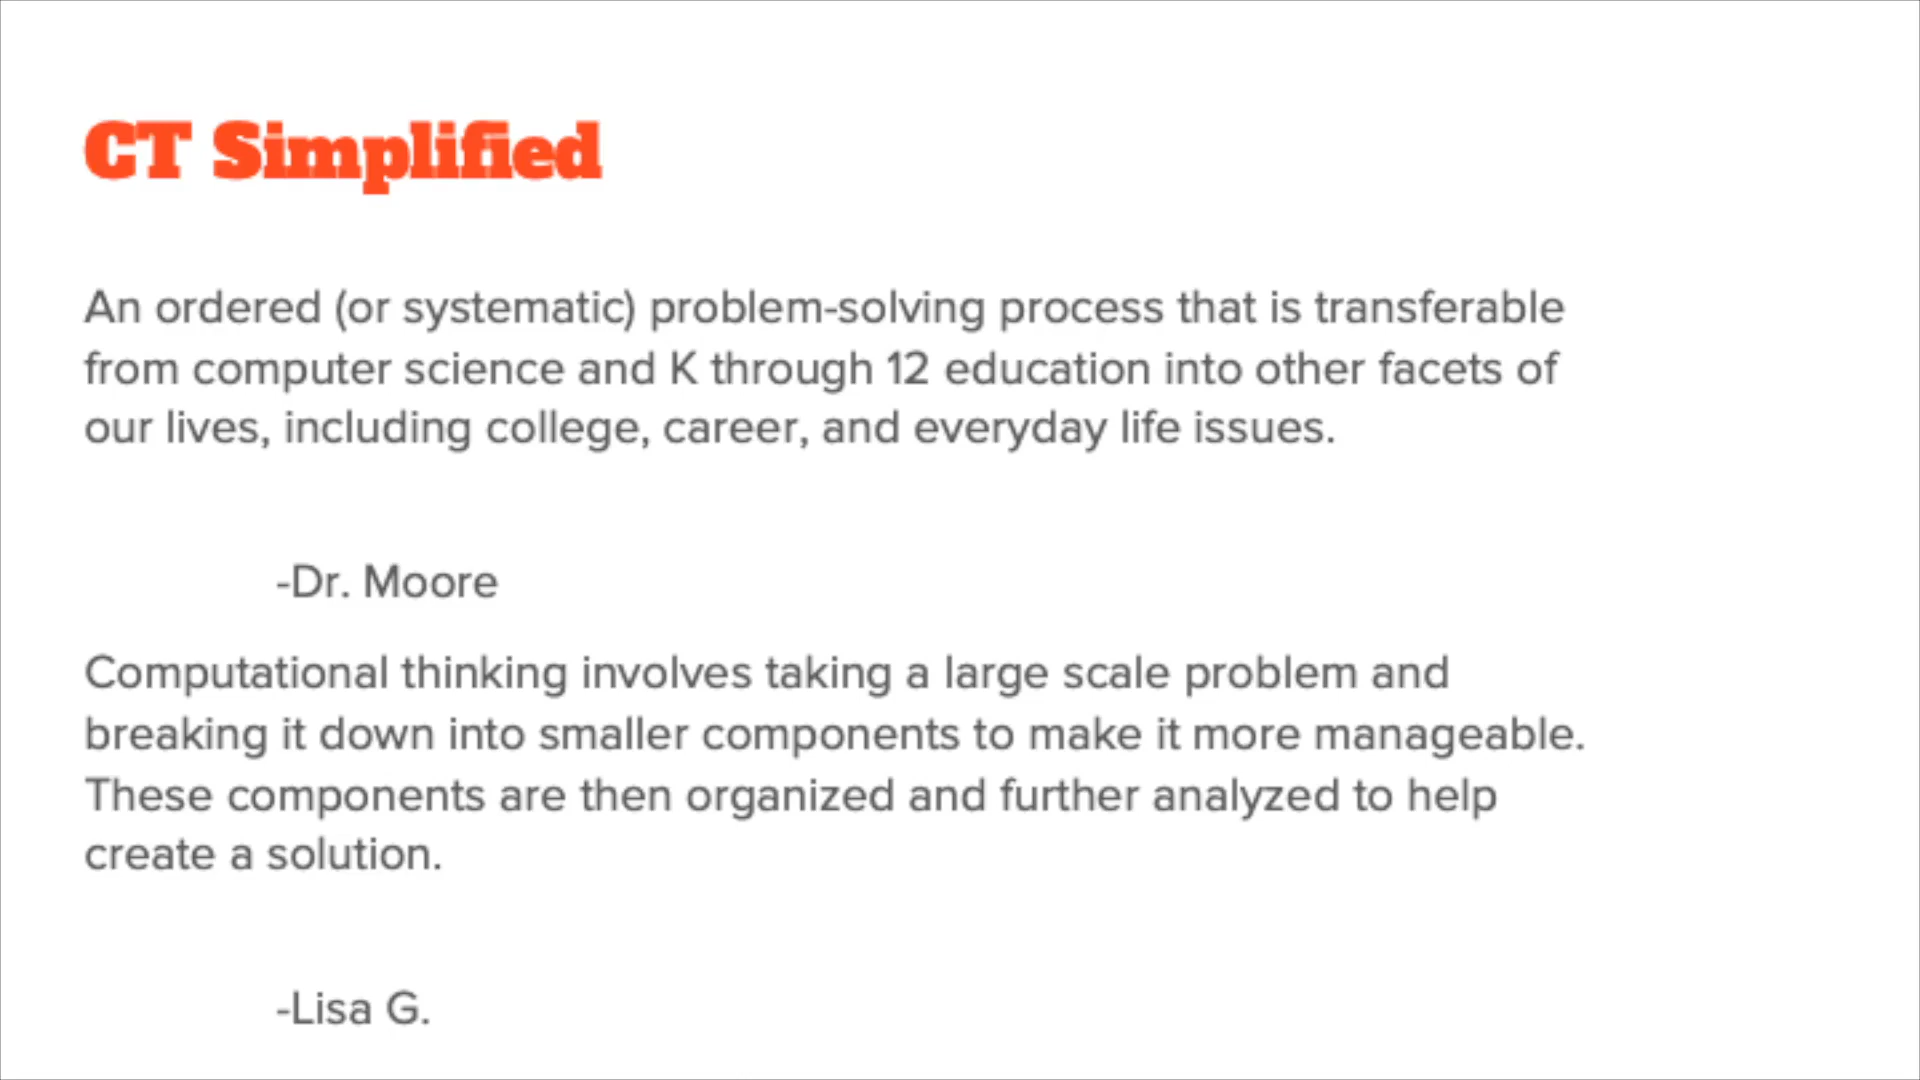 CT Simplified
An ordered (or systematic) problem-solving process that is transferable
from computer science and K through 12 education into other facets of
our lives, including college, career, and everyday life issues.
-Dr. Moore
Computational thinking involves taking a large scale problem and
breaking it down into smaller components to make it more manageable.
These components are then organized and further analyzed to help
create a solution.
-Lisa G.